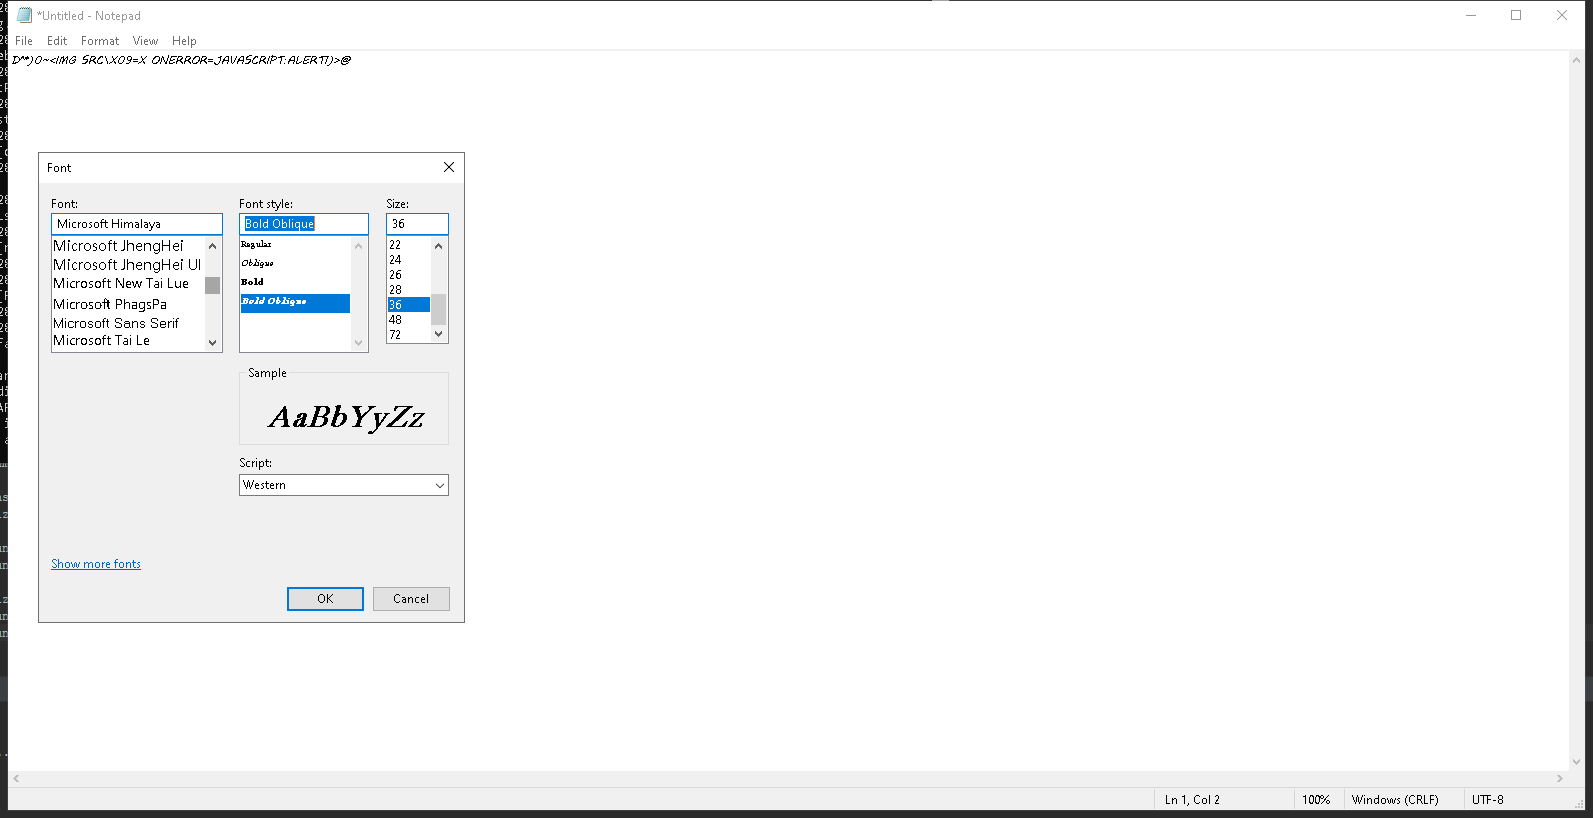 *Untitled - Notepad
File Edit Format View Help
D^*)O~<IMG SRC\X09=X ONERROR=JAVASCRIPT:ALERT1)>@
Font
Font:
Microsoft Himalaya
Microsoft JhengHei
Microsoft JhengHei UI
Microsoft New Tai Lue
Microsoft PhagsPa
Microsoft Sans Serif
Microsoft Tai Le
Font style:
Bold Oblique
Regular
Oblique
Bold
Bold Oblique
Size:
36
22
24
26
28
36
48
72
Sample
AaBbYyZz
Script:
Western
Show more fonts
OK Cancel
Ln 1, Col 2 100% Windows (CRLF) UTF-8